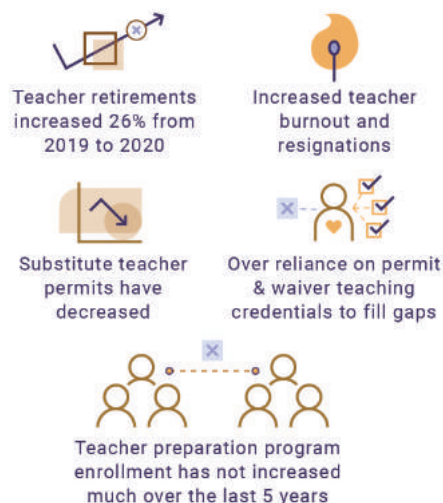 Teacher retirements
increased 26% from
2019 to 2020
Increased teacher
burnout and
resignations
Substitute teacher
permits have
decreased
Over reliance on permit
& waiver teaching
credentials to fill gaps
Teacher preparation program
enrollment has not increased
much over the last 5 years